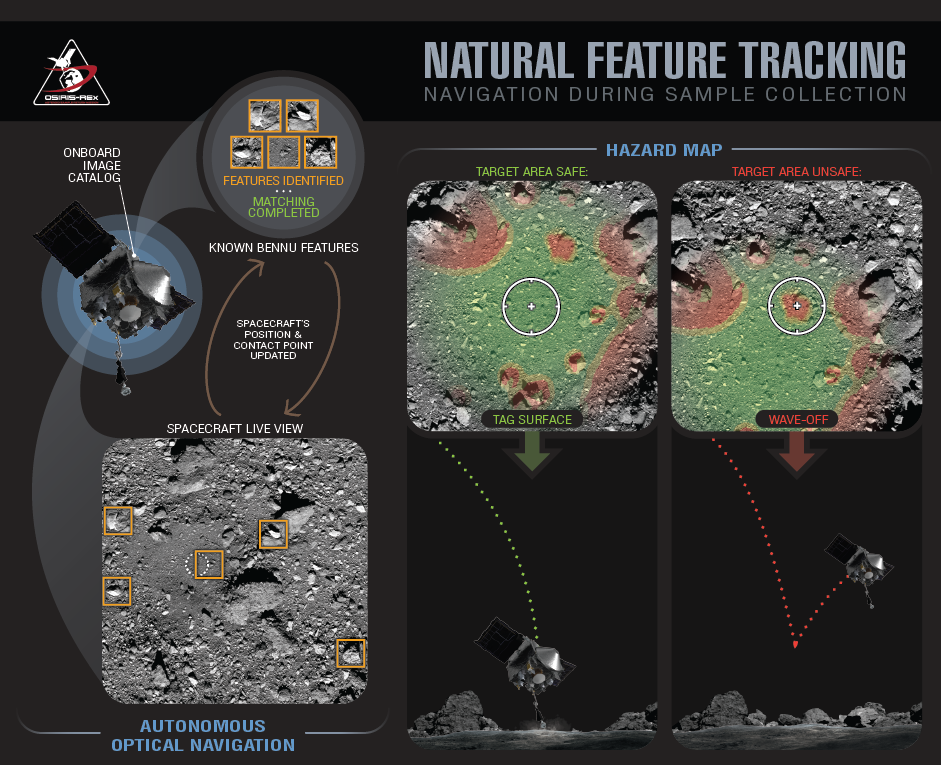 OSIRIS-REX
NATURAL FEATURE TRACKING
NAVIGATION DURING SAMPLE COLLECTION
ONBOARD
IMAGE
CATALOG
FEATURES IDENTIFIED
...
MATCHING
COMPLETED
KNOWN BENNU FEATURES
SPACECRAFT'S
POSITION &
CONTACT POINT
UPDATED
SPACECRAFT LIVE VIEW
AUTONOMOUS
OPTICAL NAVIGATION
HAZARD MAP
TARGET AREA SAFE:
TAG SURFACE
TARGET AREA UNSAFE:
WAVE-OFF